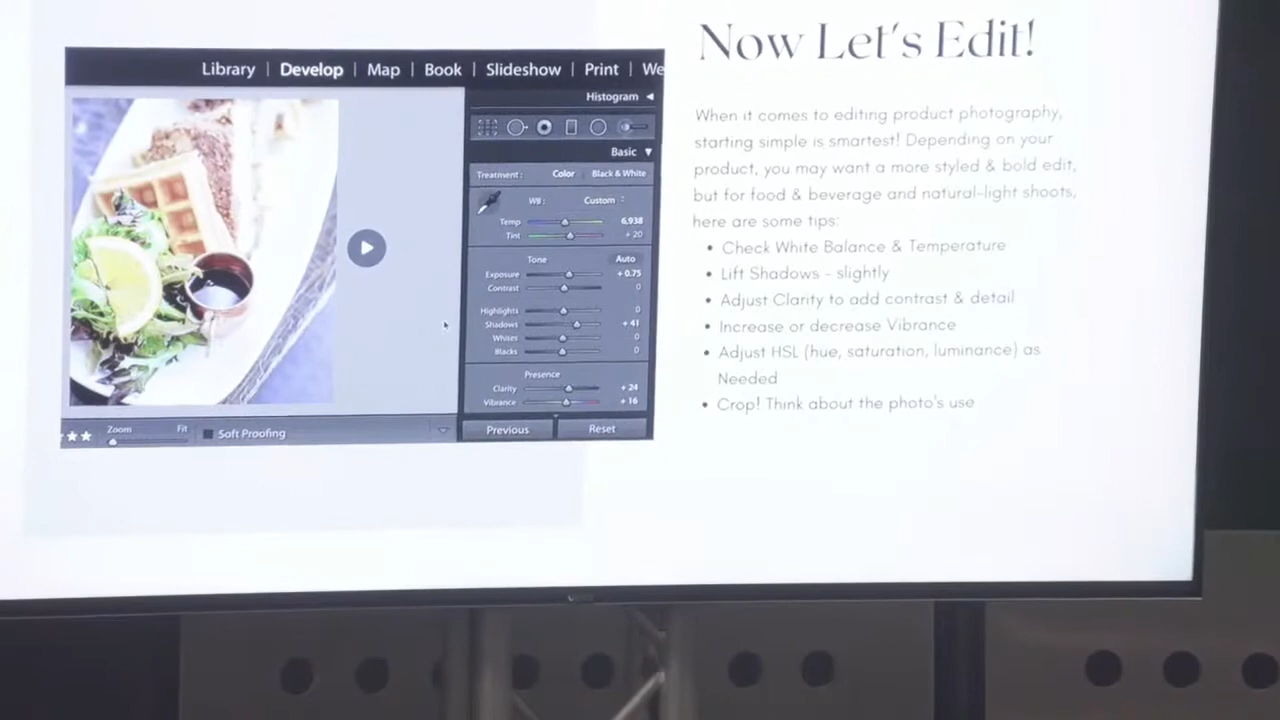 Now Let's Edit!
Library | Develop | Map | Book | Slideshow | Print | We
Histogram
Basic
Treatment: Color | Black & White
WB: Custom
Temp 6,938
Tint + 20
Tone Auto
Exposure + 0.75
Contrast 0
Highlights 0
Shadows + 41
Whites 0
Blacks 0
Presence
Clarity + 24
Vibrance + 16
Zoom Fit Soft Proofing
Previous Reset
When it comes to editing product photography,
starting simple is smartest! Depending on your
product, you may want a more styled & bold edit,
but for food & beverage and natural-light shoots,
here are some tips:
• Check White Balance & Temperature
• Lift Shadows - slightly
• Adjust Clarity to add contrast & detail
• Increase or decrease Vibrance
• Adjust HSL (hue, saturation, luminance) as
Needed
• Crop! Think about the photo's use